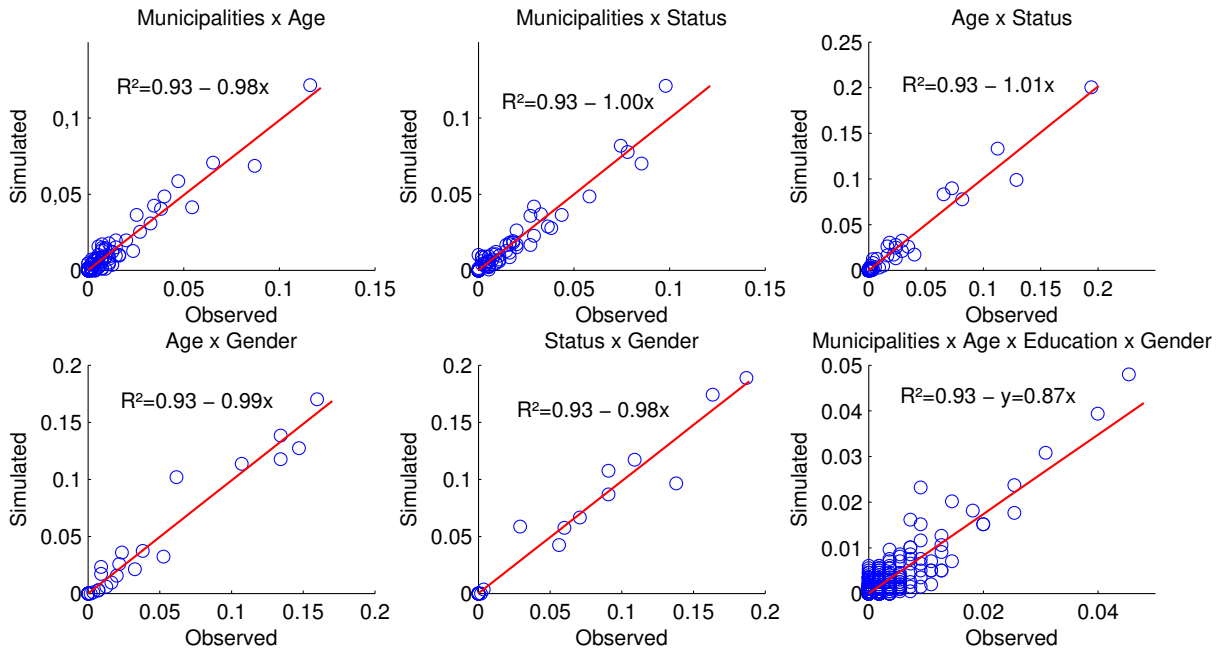 Municipalities x Age
R²=0.93 − 0.98x
Simulated
0,1
0.05
0
0
0.05
0.1
0.15
Observed
Municipalities x Status
R²=0.93 − 1.00x
Simulated
0.1
0.05
0
0
0.05
0.1
0.15
Observed
Age x Status
R²=0.93 − 1.01x
Simulated
0.25
0.2
0.15
0.1
0.05
0
0
0.05
0.1
0.15
0.2
Observed
Age x Gender
R²=0.93 − 0.99x
Simulated
0.2
0.15
0.1
0.05
0
0
0.05
0.1
0.15
0.2
Observed
Status x Gender
R²=0.93 − 0.98x
Simulated
0.2
0.15
0.1
0.05
0
0
0.05
0.1
0.15
0.2
Observed
Municipalities x Age x Education x Gender
R²=0.93 − y=0.87x
Simulated
0.05
0.04
0.03
0.02
0.01
0
0
0.02
0.04
Observed